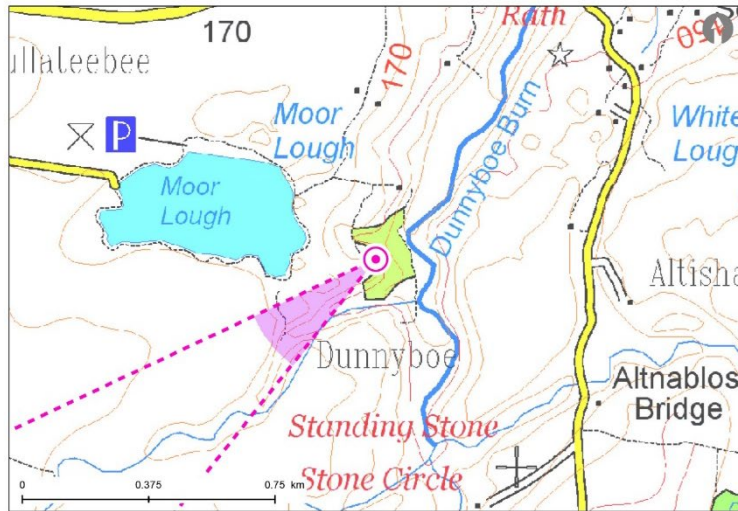 170
Rath
150
ullaleebee
170
P
Moor
Lough
Moor
Lough
Dunnyboe Burn
White
Loug
Altisha
Dunnyboe
Altnablos
Bridge
Standing Stone
Stone Circle
0 0.375 0.75 km